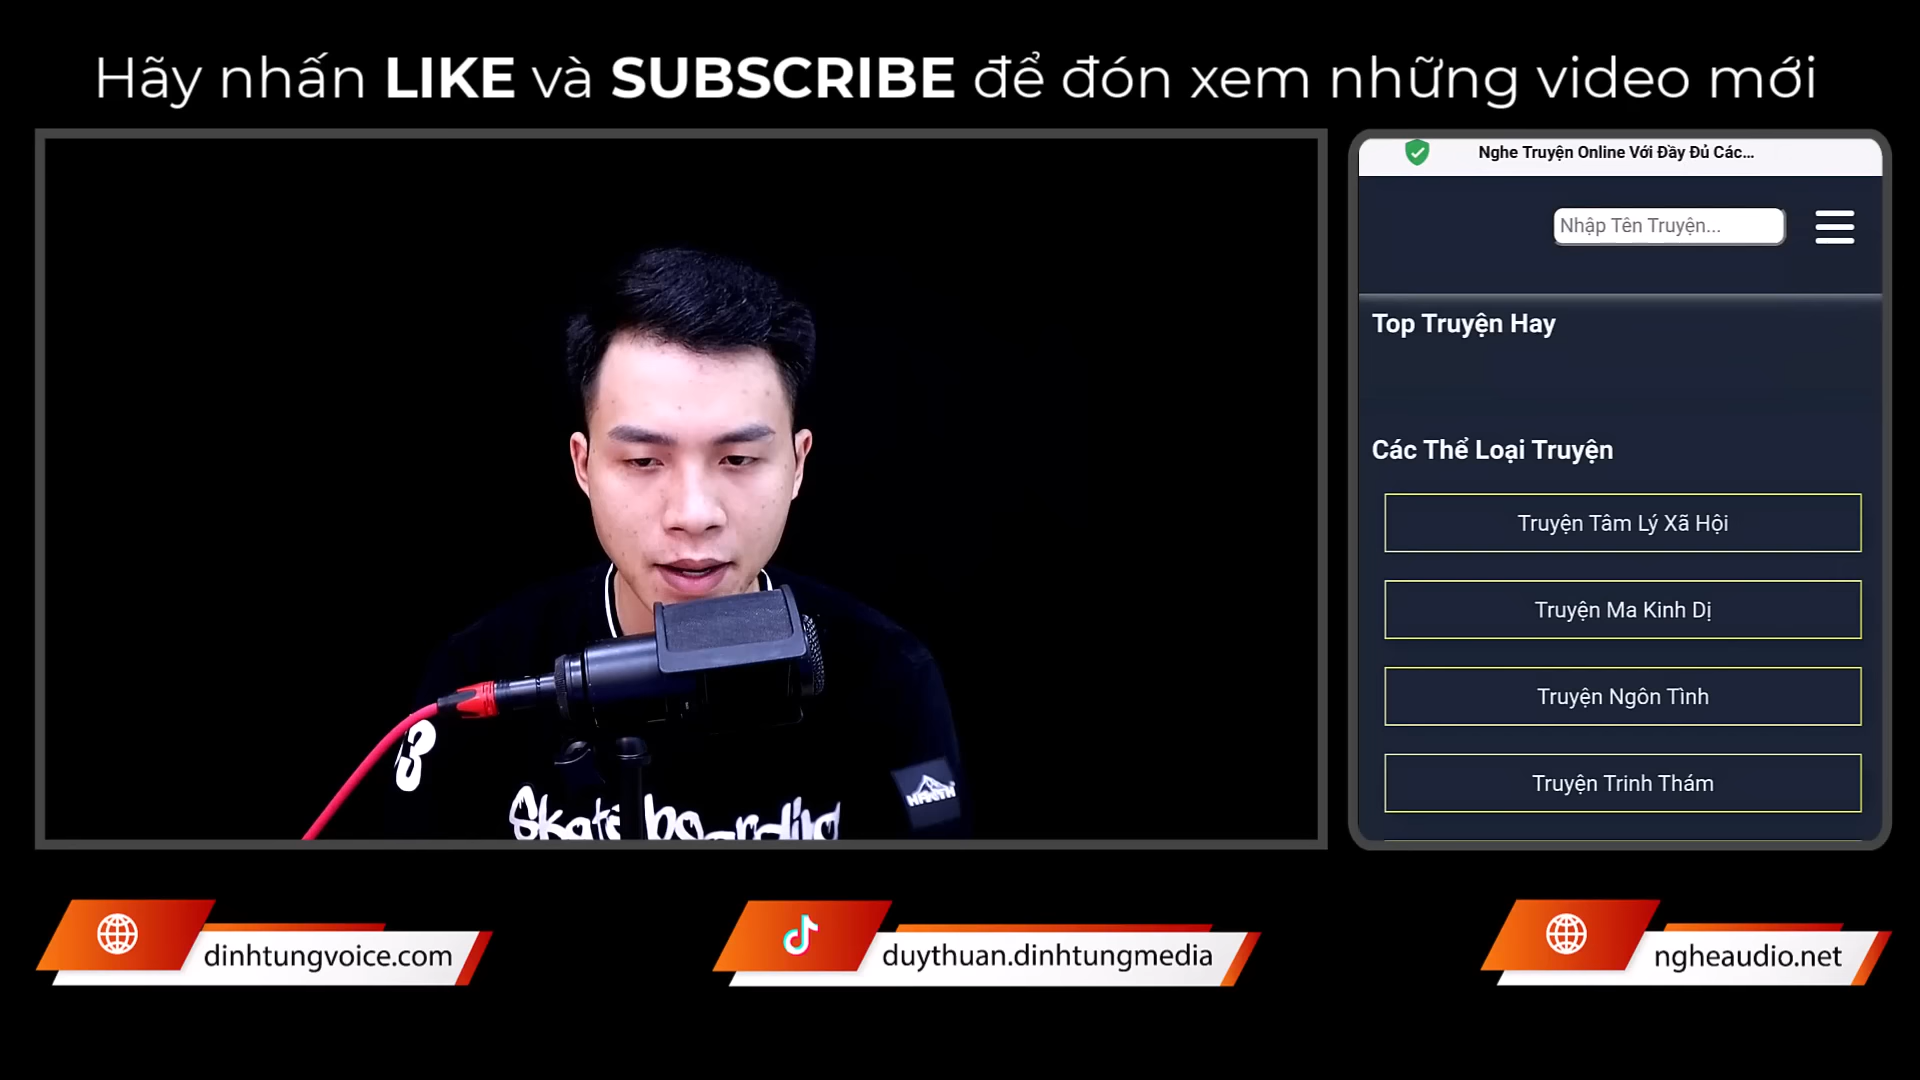 Hãy nhấn LIKE và SUBSCRIBE để đón xem những video mới
Nghe Truyện Online Với Đầy Đủ Các...
Nhập Tên Truyện...
Top Truyện Hay
Các Thể Loại Truyện
Truyện Tâm Lý Xã Hội
Truyện Ma Kinh Dị
Truyện Ngôn Tình
Truyện Trinh Thám
3
Skateboarding
dinhtungvoice.com
duythuan.dinhtungmedia
ngheaudio.net